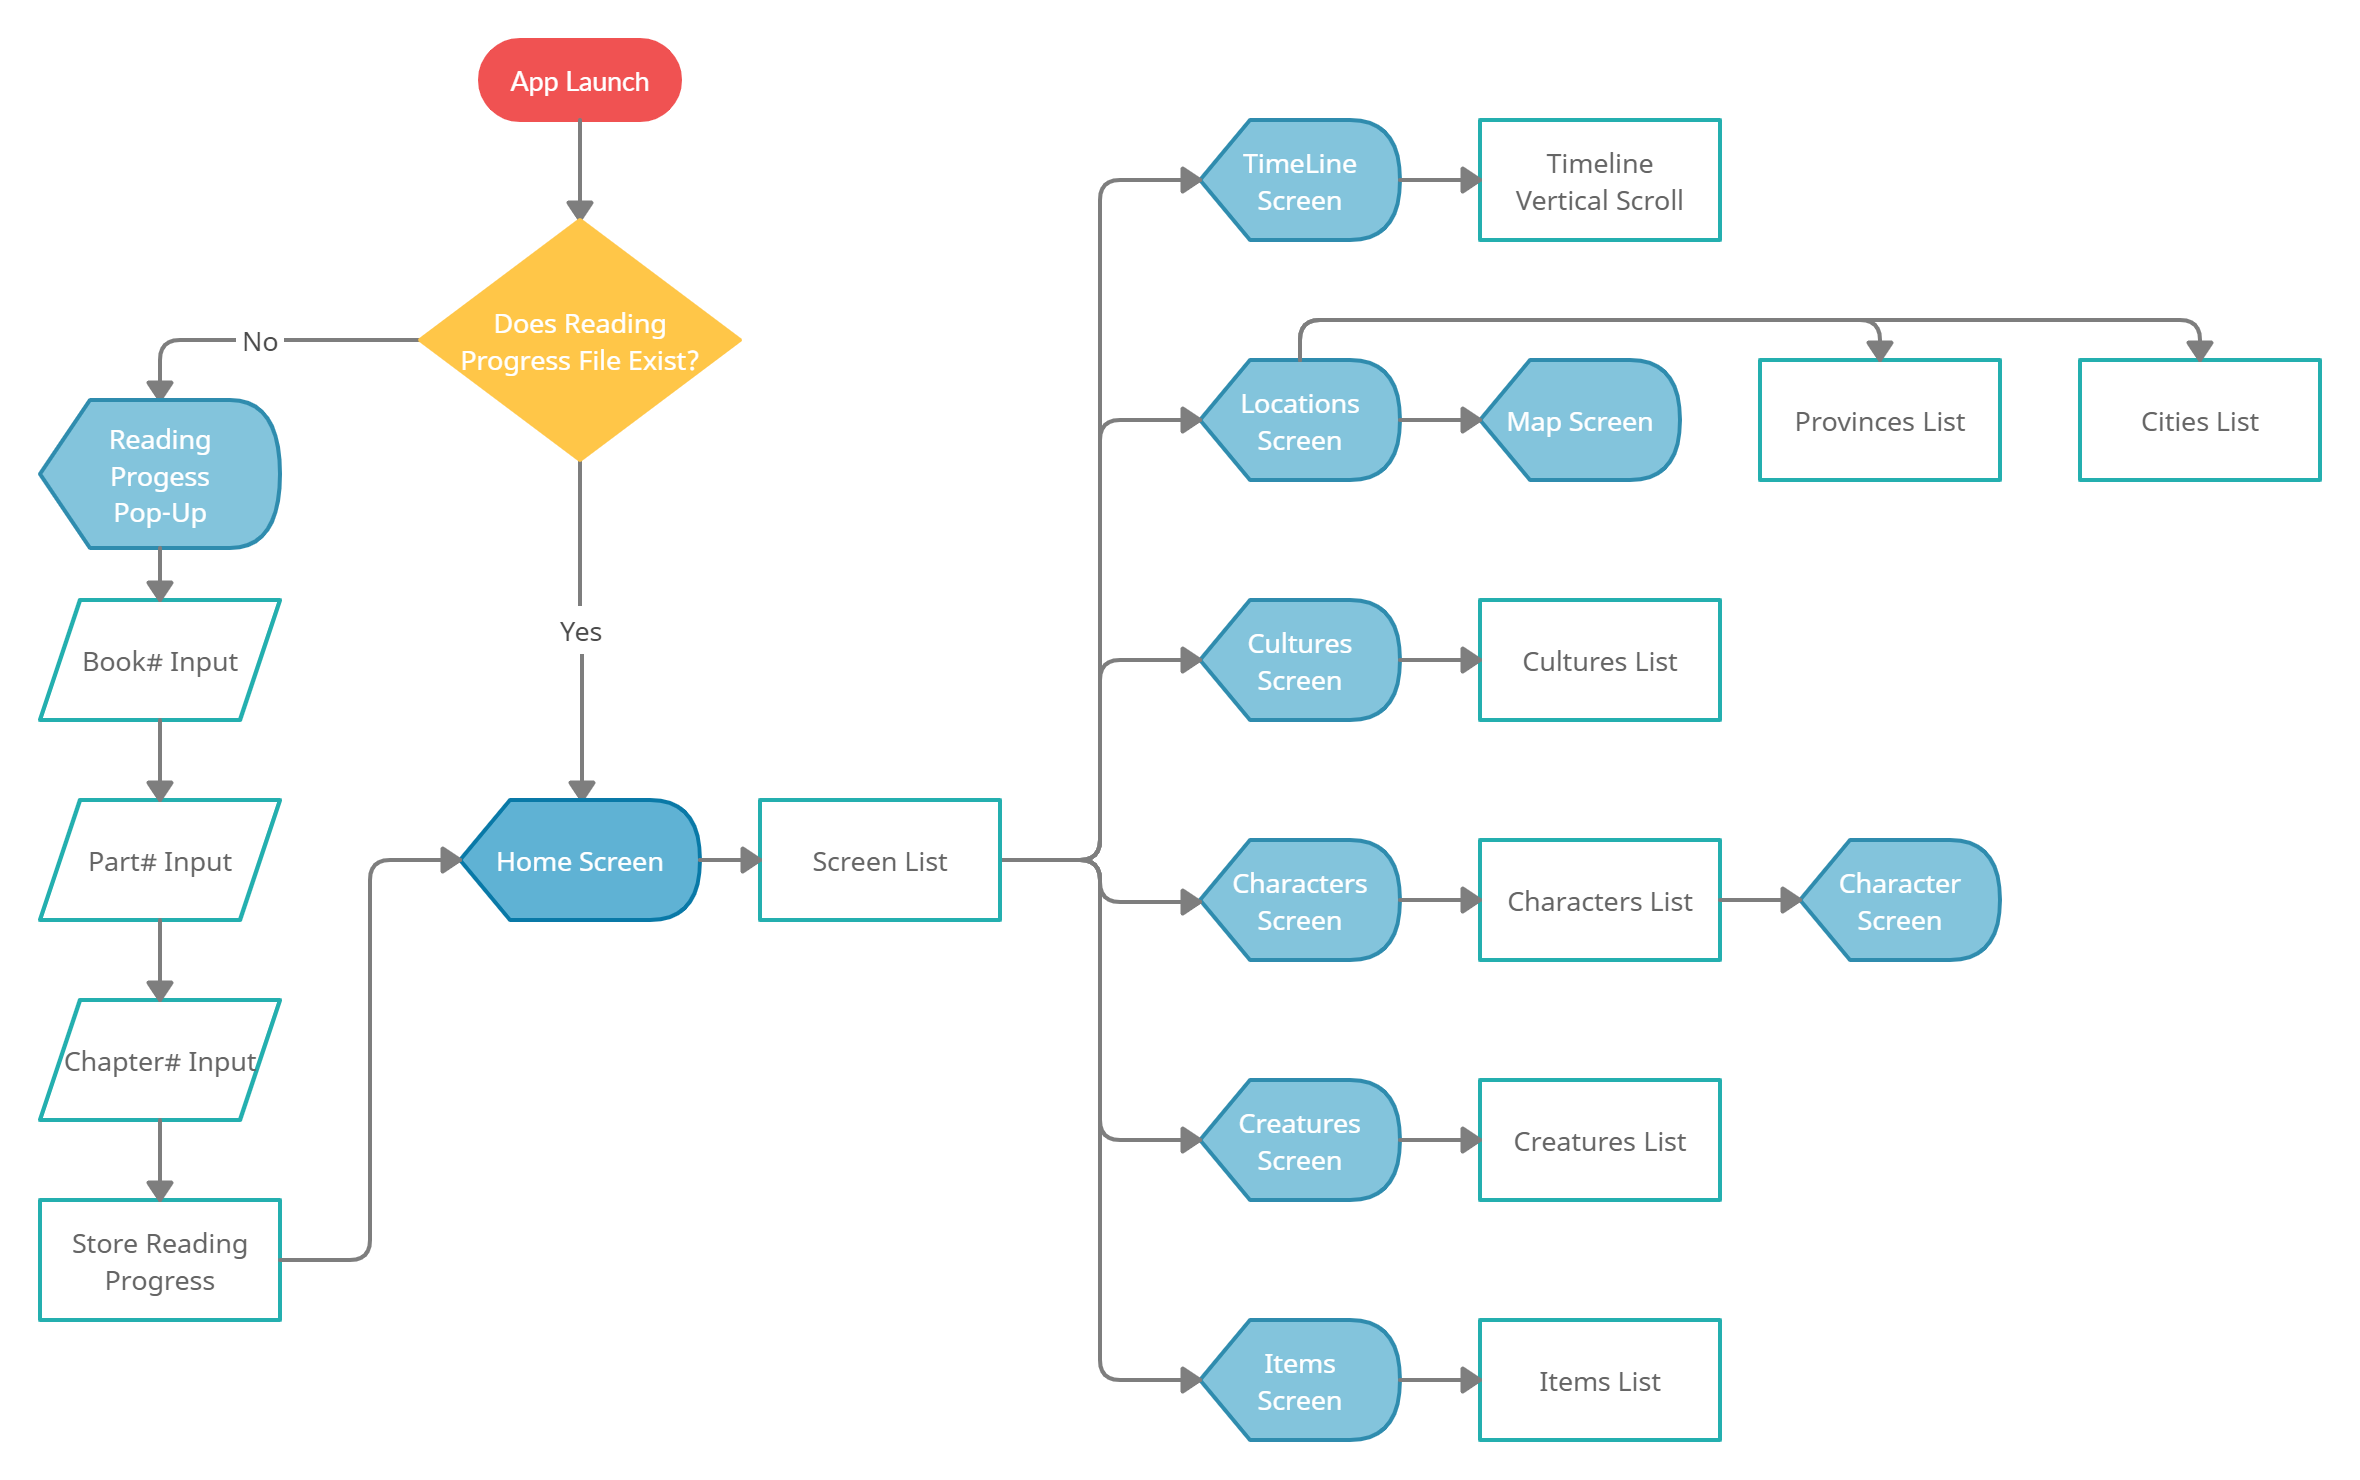 App Launch
Does Reading
Progress File Exist?
No
Reading
Progess
Pop-Up
Book# Input
Part# Input
Chapter# Input
Store Reading
Progress
Yes
Home Screen
Screen List
TimeLine
Screen
Timeline
Vertical Scroll
Locations
Screen
Map Screen
Provinces List
Cities List
Cultures
Screen
Cultures List
Characters
Screen
Characters List
Character
Screen
Creatures
Screen
Creatures List
Items
Screen
Items List